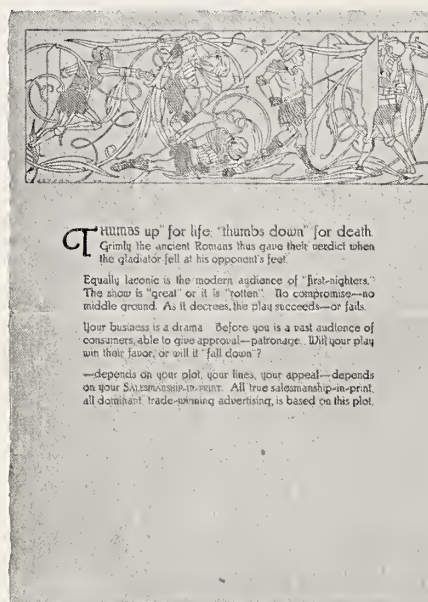 THUMBS up" for life; "thumbs down" for death.
Grimly the ancient Romans thus gave their verdict when
the gladiator fell at his opponent's feet.
Equally laconic is the modern audience of "first-nighters."
The show is "great" or it is "rotten". No compromise—no
middle ground. As it decrees, the play succeeds—or fails.
Your business is a drama. Before you is a vast audience of
consumers, able to give approval—patronage. Will your play
win their favor, or will it "fall down"?
—depends on your plot, your lines, your appeal—depends
on your SALESMANSHIP-IN-PRINT. All true salesmanship-in-print,
all dominant trade-winning advertising, is based on this plot,